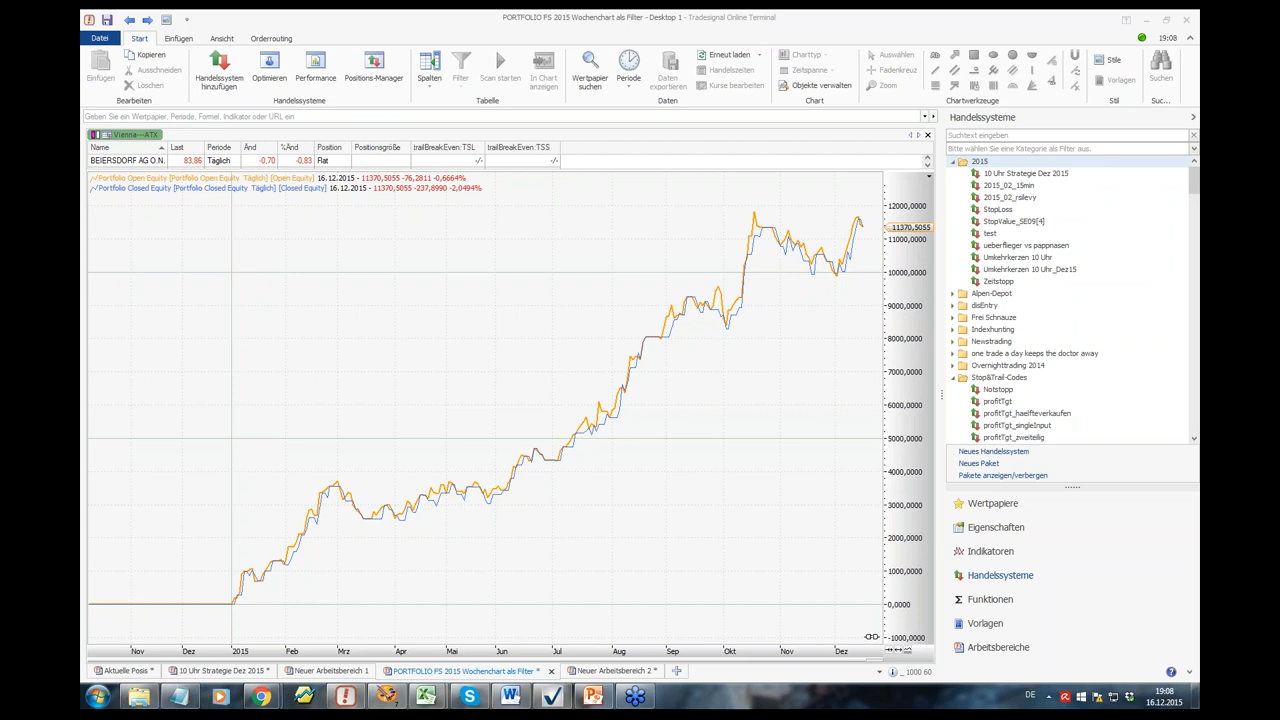 PORTFOLIO FS 2015 Wochenchart als Filter - Desktop 1 - Tradesignal Online Terminal
Datei Start Einfügen Ansicht Orderrouting 19:08
Einfügen Kopieren Ausschneiden Löschen
Handelssystem hinzufügen Optimieren Performance Positions-Manager
Spalten Filter Scan starten In Chart anzeigen
Wertpapier suchen Periode Daten exportieren
Erneut laden Handelszeiten Kurse bearbeiten
Charttyp Zeitspanne Objekte verwalten
Auswählen Fadenkreuz Zoom
Stile Vorlagen Suchen
Bearbeiten Handelssysteme Tabelle Daten Chart Chartwerkzeuge Stil Suc...
Geben Sie ein Wertpapier, Periode, Formel, Indikator oder URL ein
Vienna---ATX
Name Last Periode Änd %Änd Position Positionsgröße trailBreak:Even:TSL trailBreak:Even:TSS
BEIERSDORF AG O.N. 83,86 Täglich -0,70 -0,83 Flat -/- -/-
Portfolio Open Equity [Portfolio Open Equity Täglich] [Open Equity] 16.12.2015 - 11370,5055 -76,2811 -0,6664%
Portfolio Closed Equity [Portfolio Closed Equity Täglich] [Closed Equity] 16.12.2015 - 11370,5055 -237,8990 -2,0494%
12000,0000
11370,5055
11000,0000
10000,0000
9000,0000
8000,0000
7000,0000
6000,0000
5000,0000
4000,0000
3000,0000
2000,0000
1000,0000
0,0000
-1000,0000
Nov Dez 2015 Feb Mrz Apr Mai Jun Jul Aug Sep Okt Nov Dez
Aktuelle Posis * 10 Uhr Strategie Dez 2015 * Neuer Arbeitsbereich 1 PORTFOLIO FS 2015 Wochenchart als Filter * Neuer Arbeitsbereich 2 * 1000 60
Handelssysteme
Suchtext eingeben
Bitte wählen Sie eine Kategorie als Filter aus.
2015
10 Uhr Strategie Dez 2015
2015_02_15min
2015_02_rsilevy
StopLoss
StopValue_SE09[4]
test
ueberflieger vs pappnasen
Umkehrkerzen 10 Uhr
Umkehrkerzen 10 Uhr_Dez15
Zeitstopp
Alpen-Depot
disEntry
Frei Schnauze
Indexhunting
Newstrading
one trade a day keeps the doctor away
Overnighttrading 2014
Stop&Trail-Codes
Notstopp
profitTgt
profitTgt_haelfteverkaufen
profitTgt_singleInput
profitTgt_zweiteilig
Neues Handelssystem
Neues Paket
Pakete anzeigen/verbergen
Wertpapiere
Eigenschaften
Indikatoren
Handelssysteme
Funktionen
Vorlagen
Arbeitsbereiche
DE 19:08
16.12.2015